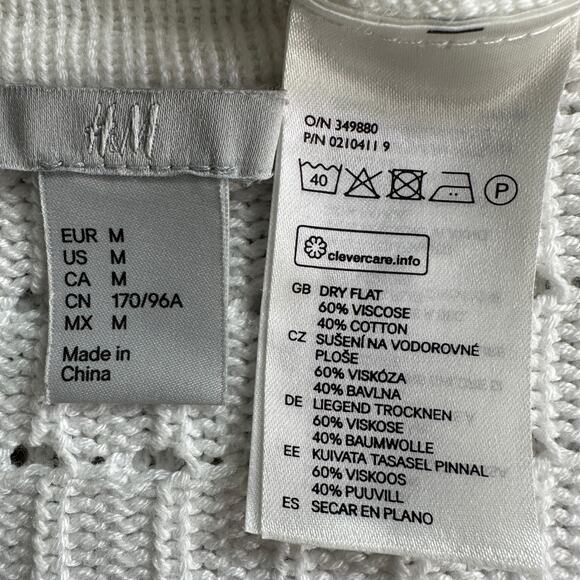 H&M
EUR M
US M
CA M
CN 170/96A
MX M
Made in
China
O/N 349880
P/N 0210411 9
40
P
clevercare.info
GB DRY FLAT
60% VISCOSE
40% COTTON
CZ SUŠENÍ NA VODOROVNÉ
PLOŠE
60% VISKÓZA
40% BAVLNA
DE LIEGEND TROCKNEN
60% VISKOSE
40% BAUMWOLLE
EE KUIVATA TASASEL PINNAL
60% VISKOOS
40% PUUVILL
ES SECAR EN PLANO